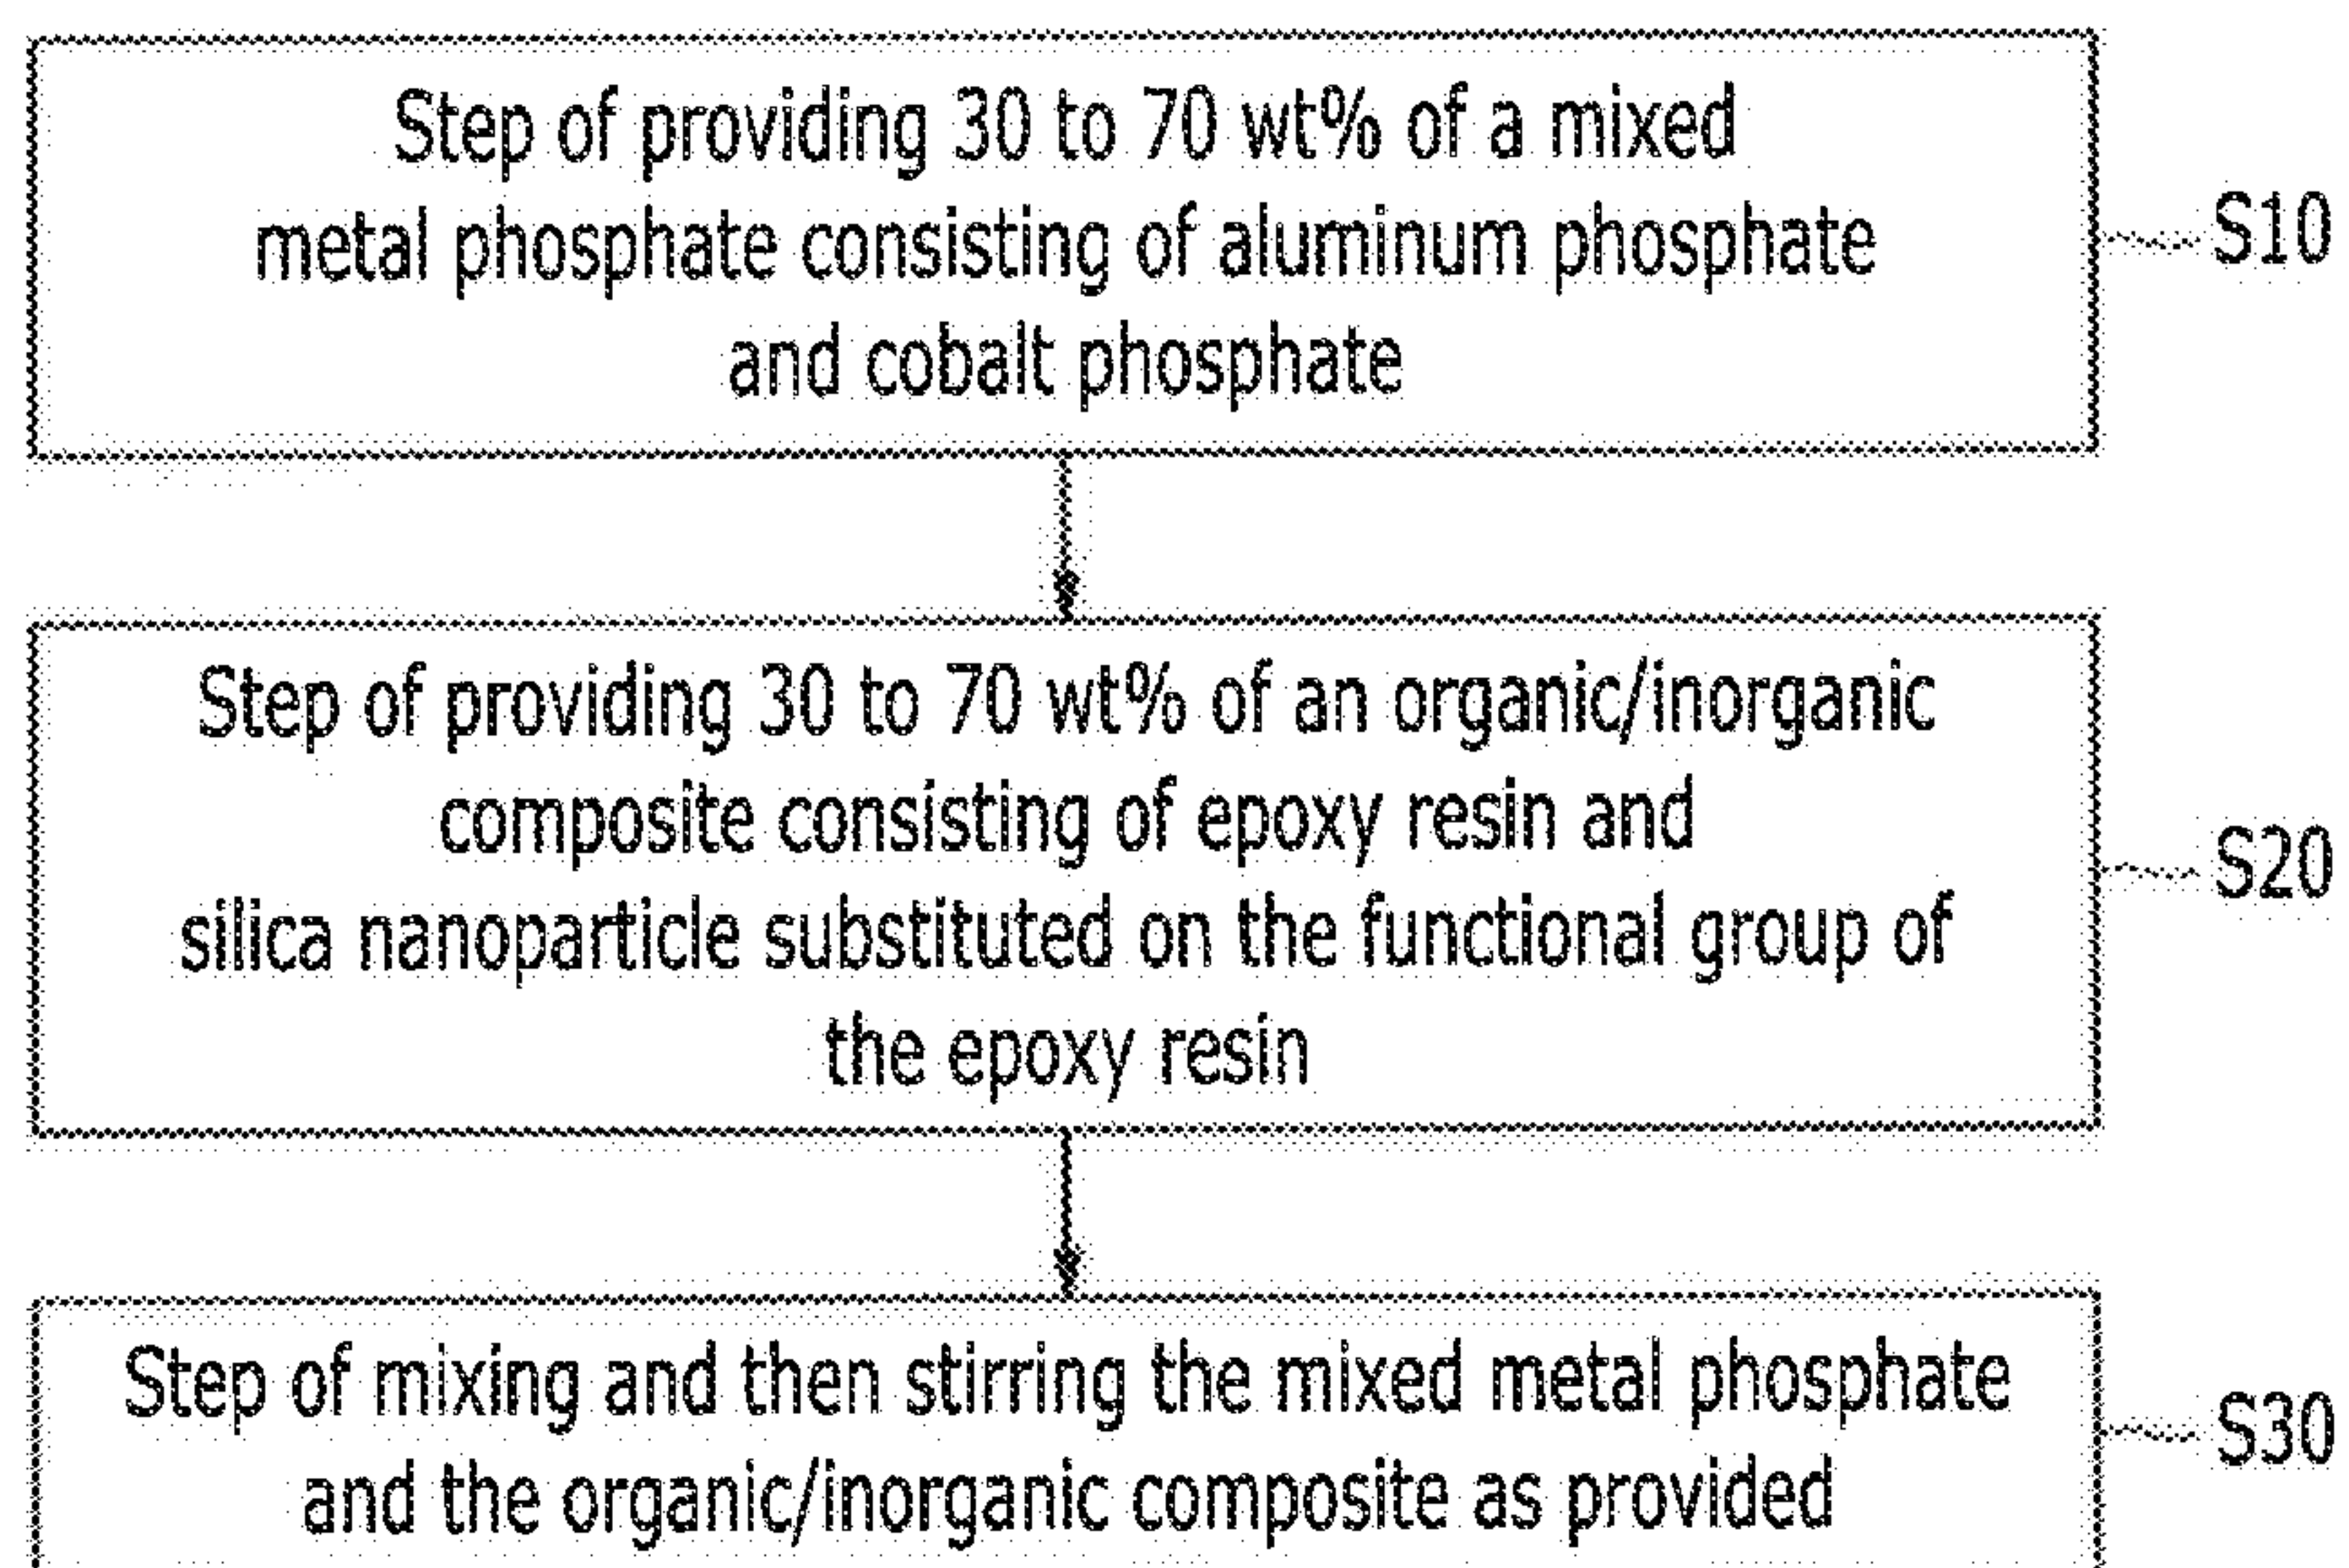 Step of providing 30 to 70 wt% of a mixed
metal phosphate consisting of aluminum phosphate
and cobalt phosphate
S10
Step of providing 30 to 70 wt% of an organic/inorganic
composite consisting of epoxy resin and
silica nanoparticle substituted on the functional group of
the epoxy resin
S20
Step of mixing and then stirring the mixed metal phosphate
and the organic/inorganic composite as provided
S30